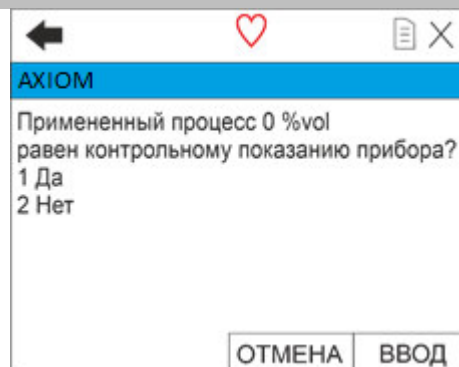 AXIOM
Примененный процесс 0 %vol
равен контрольному показанию прибора?
1 Да
2 Нет
ОТМЕНА ВВОД